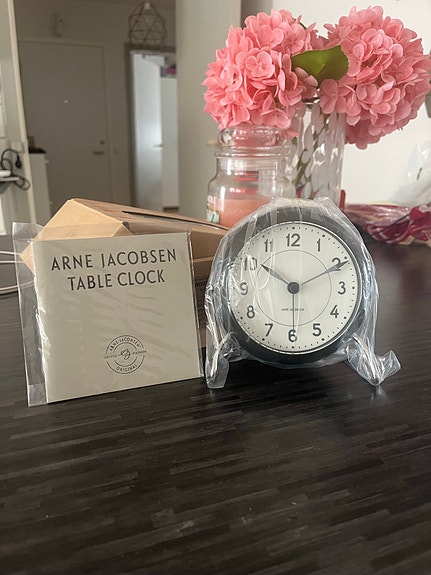 ARNE JACOBSEN
TABLE CLOCK
ARNE JACOBSEN
ORIGINAL
12
1
2
3
4
5
6
7
8
9
10
11
ARNE JACOBSEN